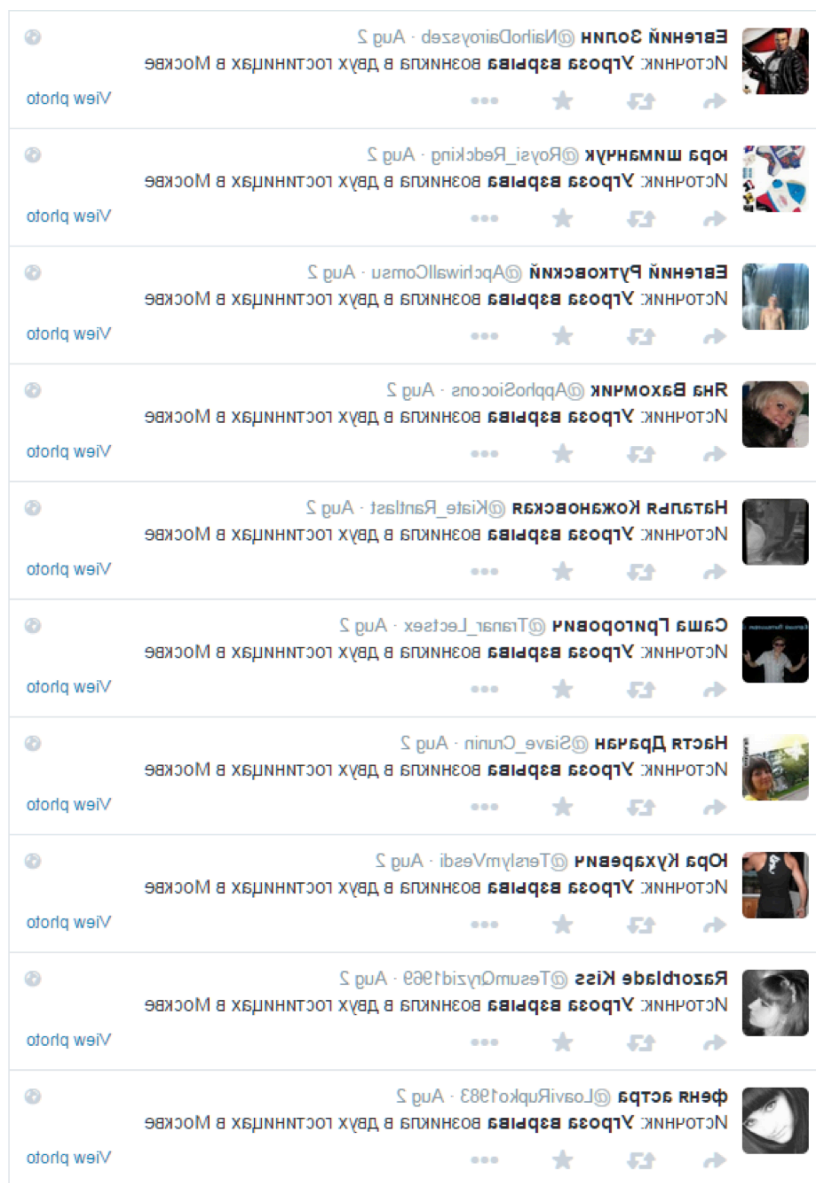 Евгений Золин @NaihoDairoyszeb · Aug 2
Источник: Угроза взрыва возникла в двух гостиницах в Москве
View photo
юра шиманчук @Roysi_Redcking · Aug 2
Источник: Угроза взрыва возникла в двух гостиницах в Москве
View photo
Евгений Рутковский @ApchiwallComsu · Aug 2
Источник: Угроза взрыва возникла в двух гостиницах в Москве
View photo
Яна Вахомчик @ApphoSiocons · Aug 2
Источник: Угроза взрыва возникла в двух гостиницах в Москве
View photo
Наталья Кожановская @Kiate_Rantlast · Aug 2
Источник: Угроза взрыва возникла в двух гостиницах в Москве
View photo
Саша Григорович @Tranar_Lectsex · Aug 2
Источник: Угроза взрыва возникла в двух гостиницах в Москве
View photo
Настя Драчан @Siave_Crunin · Aug 2
Источник: Угроза взрыва возникла в двух гостиницах в Москве
View photo
Юра Кухаревич @TerslymVesdi · Aug 2
Источник: Угроза взрыва возникла в двух гостиницах в Москве
View photo
Razorblade Kiss @TesumQryzid1969 · Aug 2
Источник: Угроза взрыва возникла в двух гостиницах в Москве
View photo
феня астра @LoaviRupko1983 · Aug 2
Источник: Угроза взрыва возникла в двух гостиницах в Москве
View photo